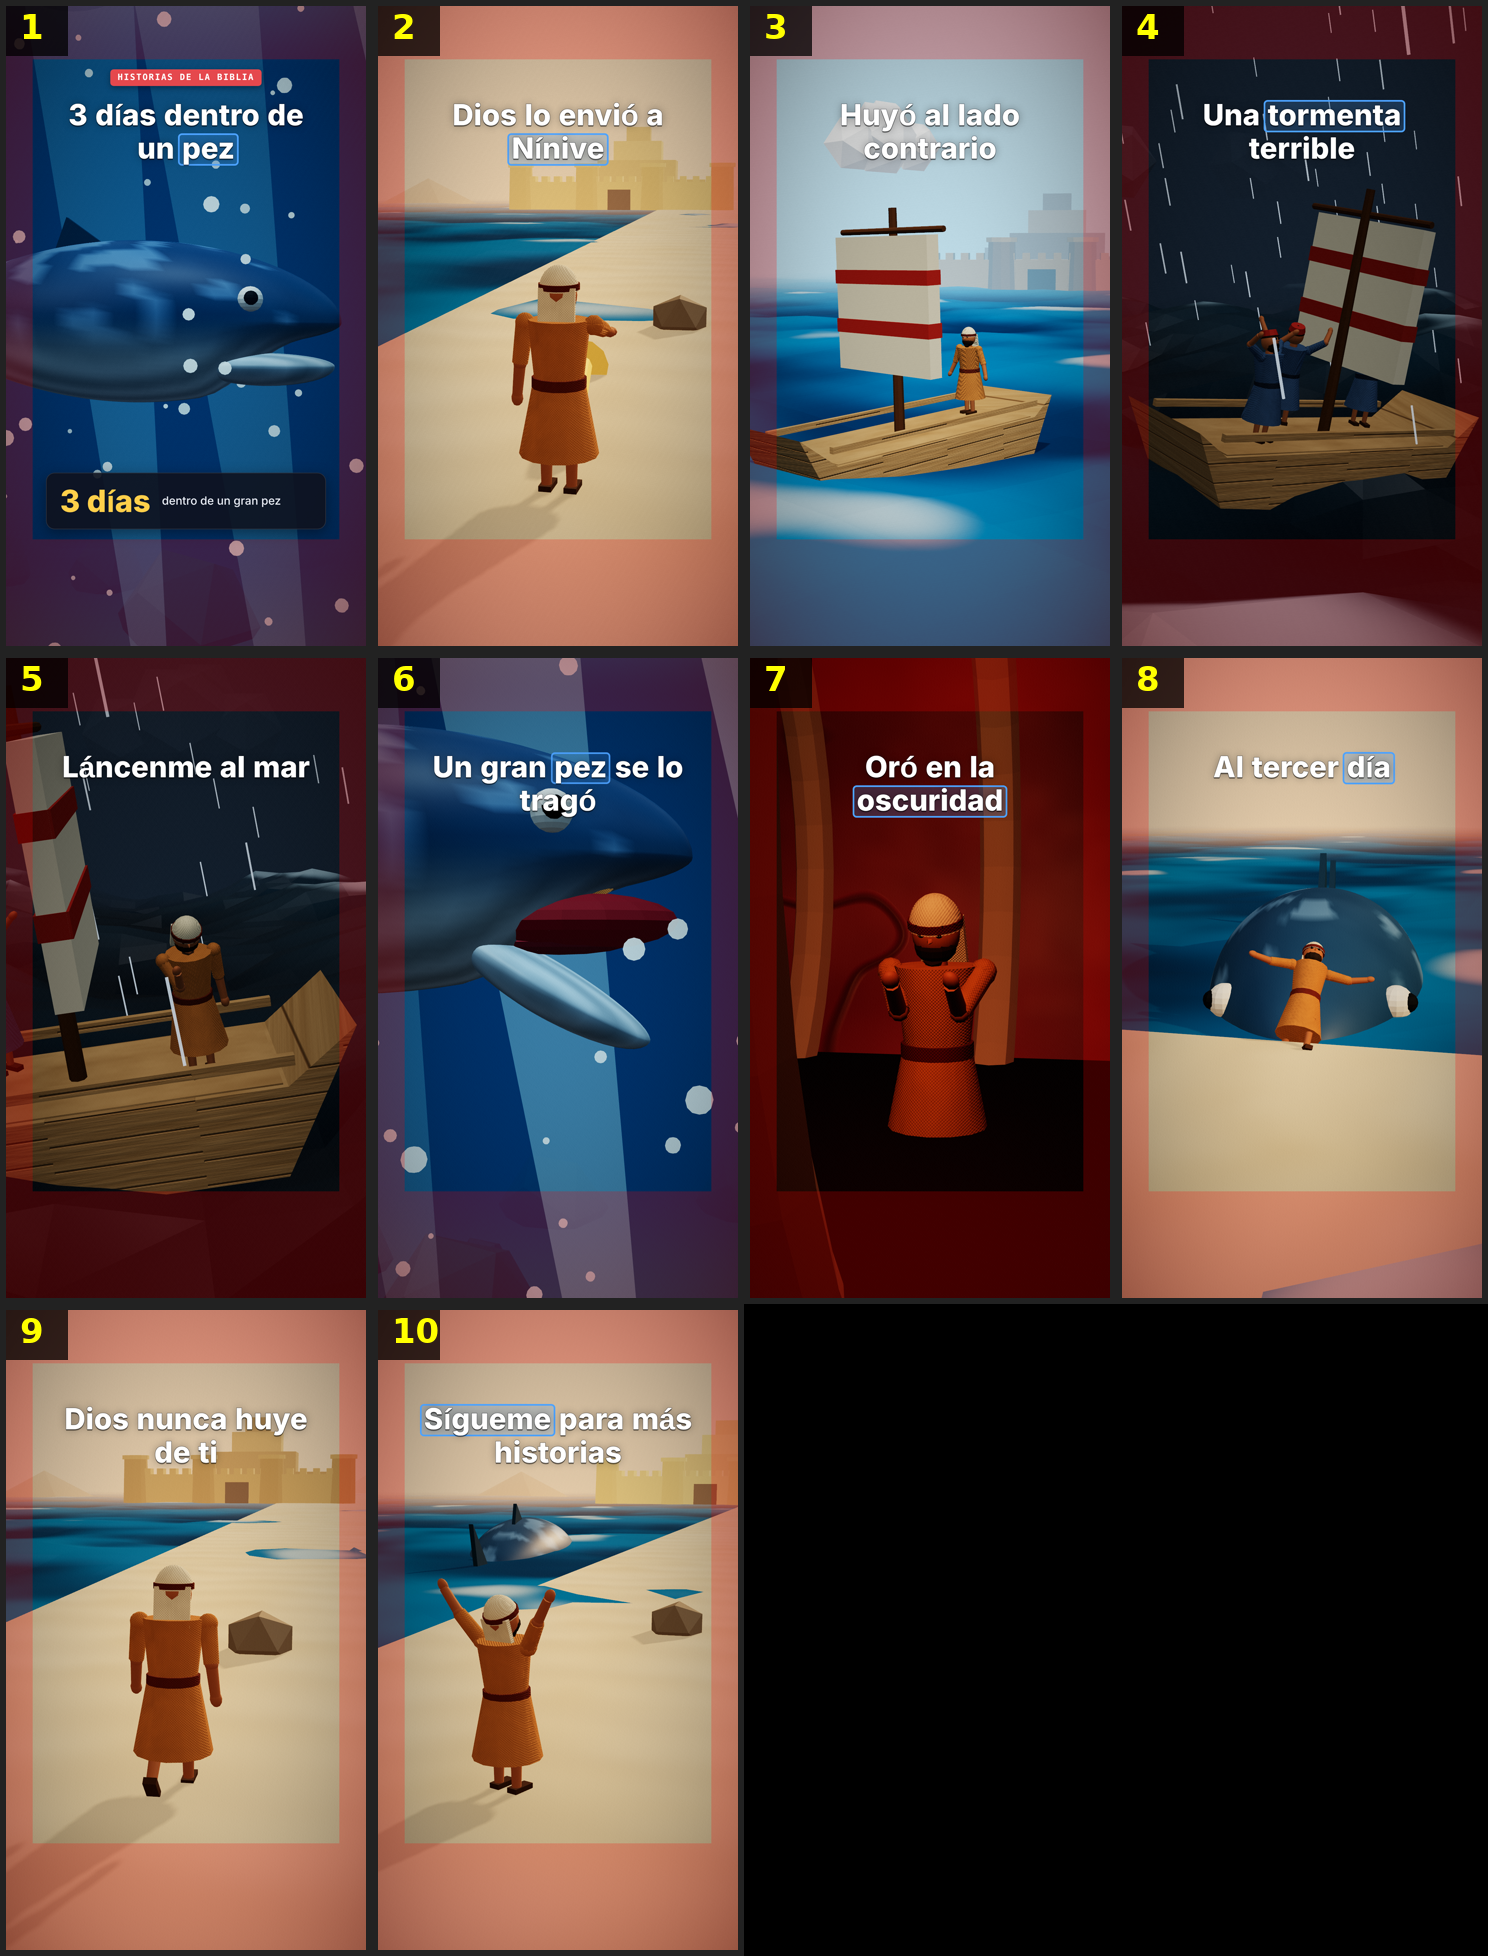 1
HISTORIAS DE LA BIBLIA
3 días dentro de
un pez
3 días dentro de un gran pez
2
Dios lo envió a
Nínive
3
Huyó al lado
contrario
4
Una tormenta
terrible
5
Láncenme al mar
6
Un gran pez se lo
tragó
7
Oró en la
oscuridad
8
Al tercer día
9
Dios nunca huye
de ti
10
Sígueme para más
historias